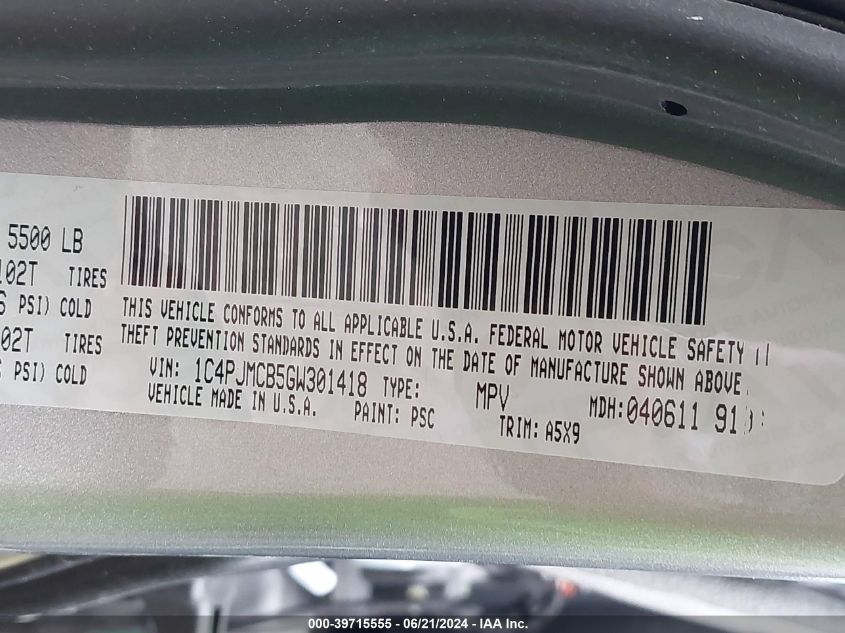 5500 LB
102T TIRES
PSI) COLD
02T TIRES
PSI) COLD
THIS VEHICLE CONFORMS TO ALL APPLICABLE U.S.A. FEDERAL MOTOR VEHICLE SAFETY
THEFT PREVENTION STANDARDS IN EFFECT ON THE DATE OF MANUFACTURE SHOWN ABOVE.
VIN: 1C4PJMCB5GW301418 TYPE: MPV MDH:040611 91
VEHICLE MADE IN U.S.A. PAINT: PSC TRIM: A5X9
000-39715555 - 06/21/2024 - IAA Inc.